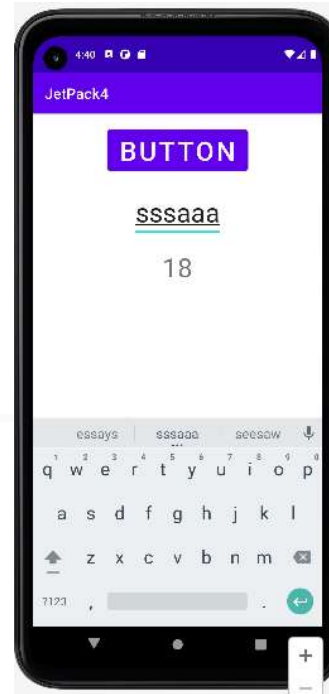 4:40
JetPack4
BUTTON
sssaaa
18
essays sssaaa seesaw
1 2 3 4 5 6 7 8 9 0
q w e r t y u i o p
a s d f g h j k l
z x c v b n m
?123 , .
+
−